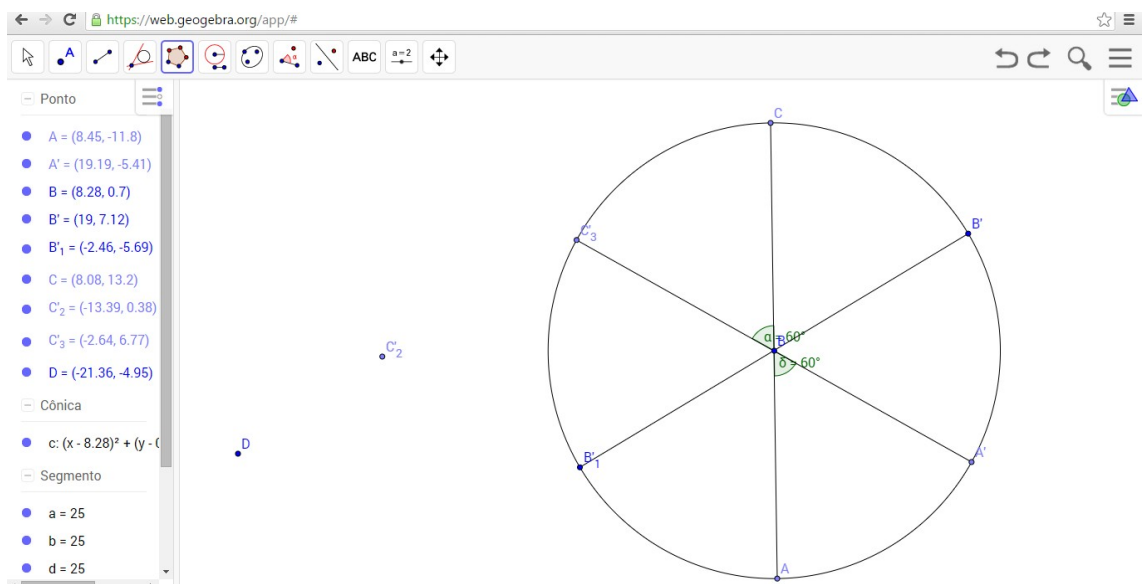 https://web.geogebra.org/app/#
A
ABC
a=2
Ponto
A = (8.45, -11.8)
A' = (19.19, -5.41)
B = (8.28, 0.7)
B' = (19, 7.12)
B'₁ = (-2.46, -5.69)
C = (8.08, 13.2)
C'₂ = (-13.39, 0.38)
C'₃ = (-2.64, 6.77)
D = (-21.36, -4.95)
Cônica
c: (x - 8.28)² + (y - 0
Segmento
a = 25
b = 25
d = 25
C
B'
C'₃
α = 60°
B
C'₂
δ = 60°
D
B'₁
A'
A